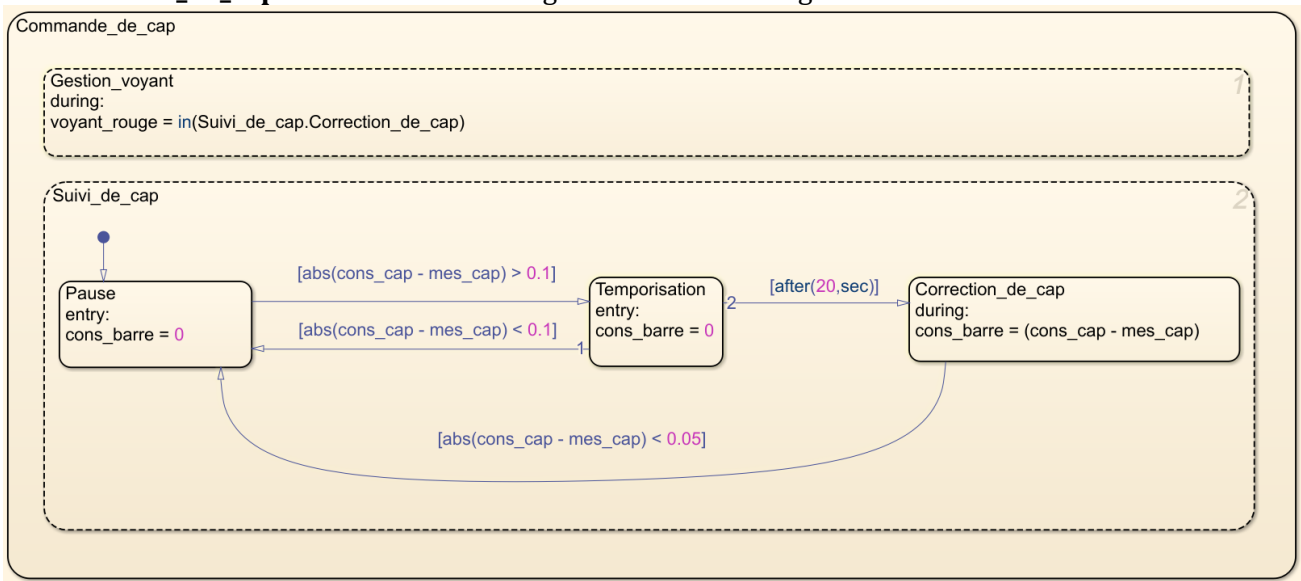 Commande_de_cap
Gestion_voyant
1
during:
voyant_rouge = in(Suivi_de_cap.Correction_de_cap)
Suivi_de_cap
2
[abs(cons_cap - mes_cap) > 0.1]
[after(20,sec)]
Pause
entry:
cons_barre = 0
Temporisation
entry:
cons_barre = 0
2
Correction_de_cap
during:
cons_barre = (cons_cap - mes_cap)
[abs(cons_cap - mes_cap) < 0.1]
1
[abs(cons_cap - mes_cap) < 0.05]